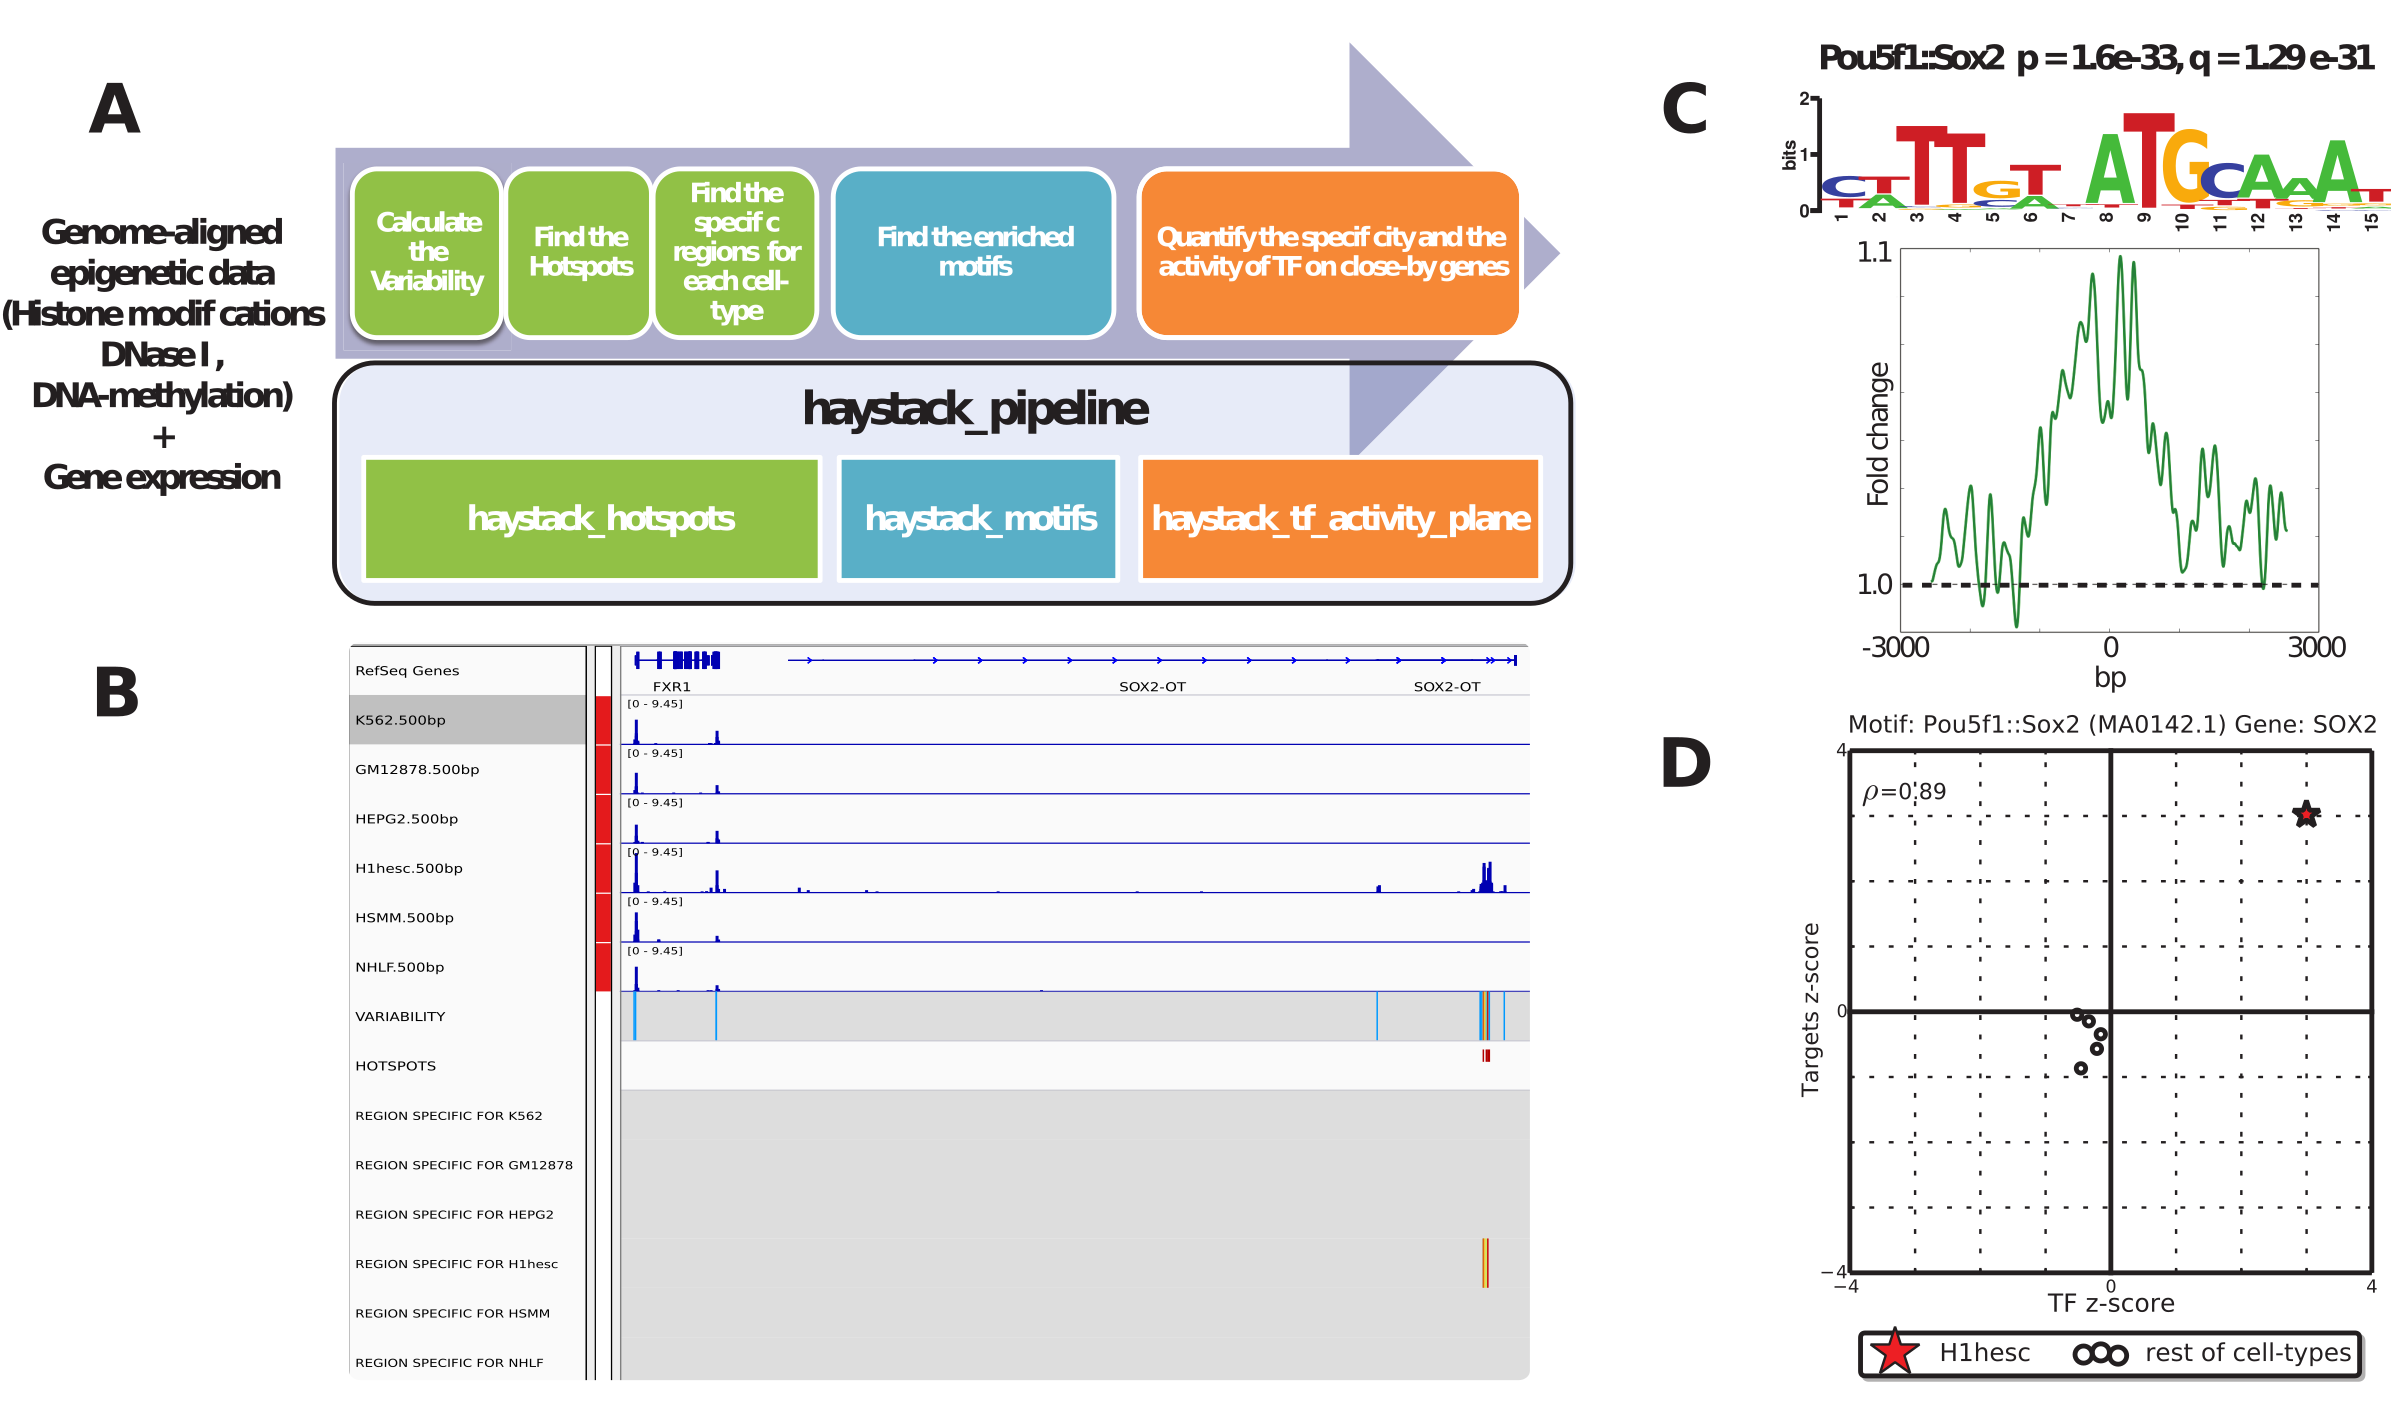 A
Genome-aligned
epigenetic data
(Histone modif cations
DNase I ,
DNA-methylation)
+
Gene expression
Calculate
the
Variability
Find the
Hotspots
Find the
specif c
regions for
each cell-
type
Find the enriched
motifs
Quantify the specif city and the
activity of TF on close-by genes
haystack_pipeline
haystack_hotspots
haystack_motifs
haystack_tf_activity_plane
B
RefSeq Genes
FXR1
SOX2-OT
SOX2-OT
K562.500bp
[0 - 9.45]
GM12878.500bp
[0 - 9.45]
HEPG2.500bp
[0 - 9.45]
H1hesc.500bp
[0 - 9.45]
HSMM.500bp
[0 - 9.45]
NHLF.500bp
[0 - 9.45]
VARIABILITY
HOTSPOTS
REGION SPECIFIC FOR K562
REGION SPECIFIC FOR GM12878
REGION SPECIFIC FOR HEPG2
REGION SPECIFIC FOR H1hesc
REGION SPECIFIC FOR HSMM
REGION SPECIFIC FOR NHLF
C
Pou5f1::Sox2 p = 1.6e-33, q = 1.29 e-31
2
1
0
bits
CTTTGTATGCAAAT
1 2 3 4 5 6 7 8 9 10 11 12 13 14 15
1.1
1.0
Fold change
-3000 0 3000
bp
D
Motif: Pou5f1::Sox2 (MA0142.1) Gene: SOX2
4
ρ=0.89
Targets z-score
0
−4
−4 0 4
TF z-score
H1hesc rest of cell-types